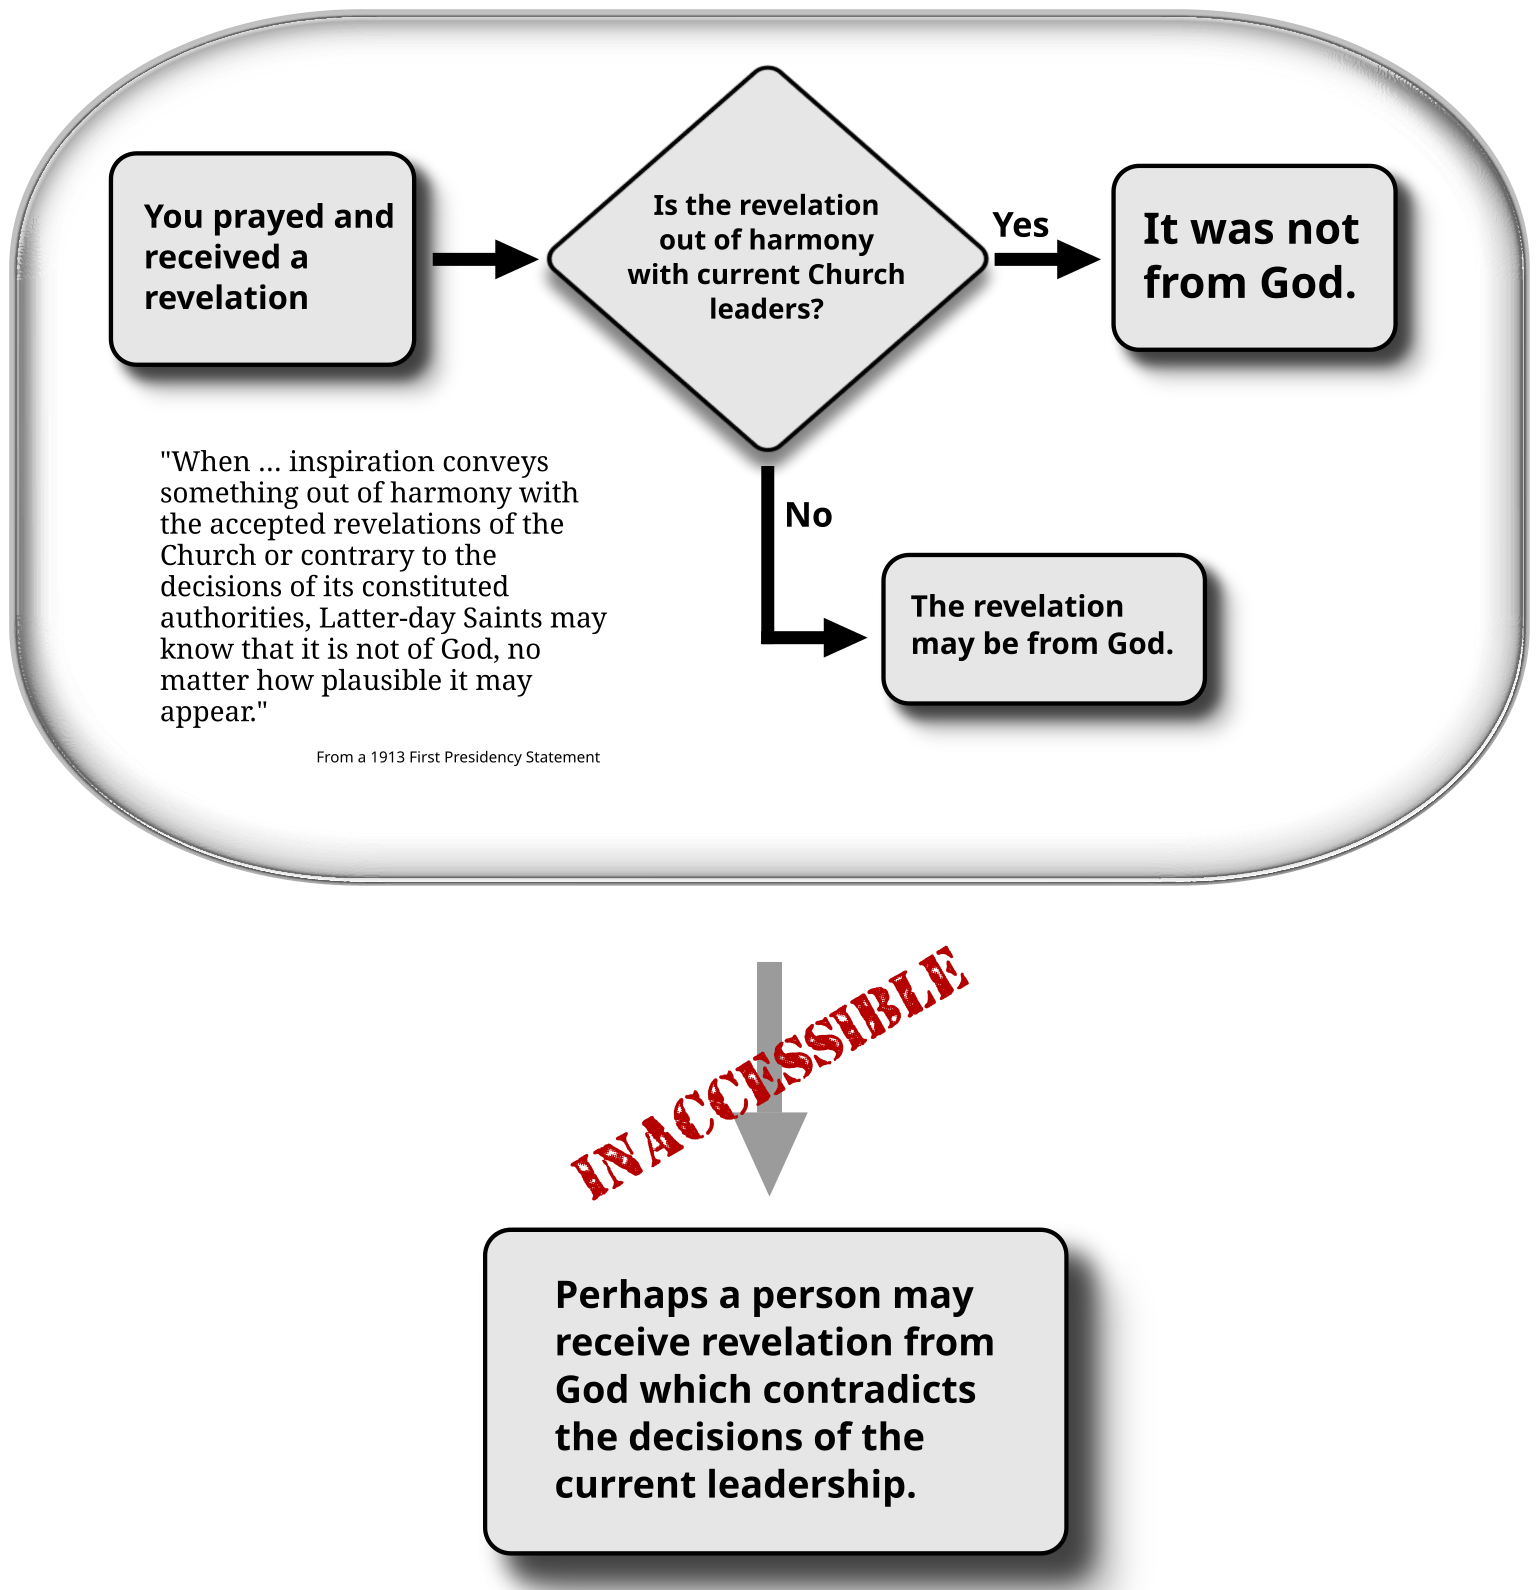 You prayed and
received a
revelation
Is the revelation
out of harmony
with current Church
leaders?
Yes
It was not
from God.
"When ... inspiration conveys
something out of harmony with
the accepted revelations of the
Church or contrary to the
decisions of its constituted
authorities, Latter-day Saints may
know that it is not of God, no
matter how plausible it may
appear."
From a 1913 First Presidency Statement
No
The revelation
may be from God.
INACCESSIBLE
Perhaps a person may
receive revelation from
God which contradicts
the decisions of the
current leadership.